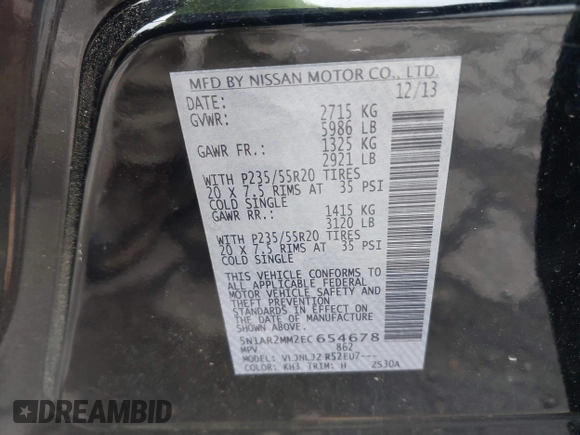 MFD BY NISSAN MOTOR CO., LTD.
DATE: 12/13
GVWR: 2715 KG
5986 LB
GAWR FR.: 1325 KG
2921 LB
WITH P235/55R20 TIRES
20 X 7.5 RIMS AT 35 PSI
COLD SINGLE
GAWR RR.: 1415 KG
3120 LB
WITH P235/55R20 TIRES
20 X 7.5 RIMS AT 35 PSI
COLD SINGLE
THIS VEHICLE CONFORMS TO
ALL APPLICABLE FEDERAL
MOTOR VEHICLE SAFETY AND
THEFT PREVENTION
STANDARDS IN EFFECT ON
THE DATE OF MANUFACTURE
SHOWN ABOVE.
5N1AR2MM2EC654678
MPV 862
MODEL: VLJNLJZ R52EU7---
COLOR: KH3 TRIM: H 2530A
DREAMBID